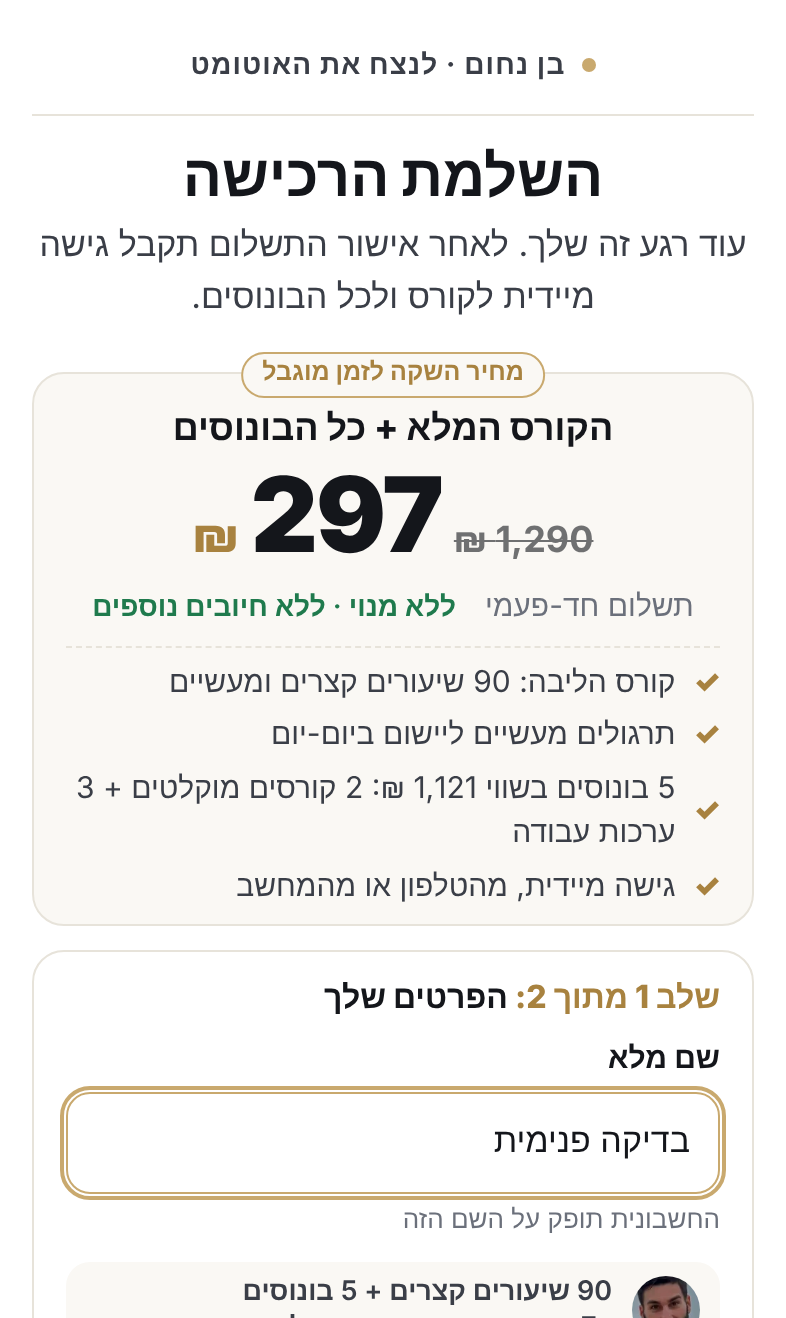 בן נחום · לנצח את האוטומט
השלמת הרכישה
עוד רגע זה שלך. לאחר אישור התשלום תקבל גישה
מיידית לקורס ולכל הבונוסים.
מחיר השקה לזמן מוגבל
הקורס המלא + כל הבונוסים
1,290 ₪ 297 ₪
תשלום חד-פעמי ללא מנוי · ללא חיובים נוספים
קורס הליבה: 90 שיעורים קצרים ומעשיים
תרגולים מעשיים ליישום ביום-יום
5 בונוסים בשווי 1,121 ₪: 2 קורסים מוקלטים + 3
ערכות עבודה
גישה מיידית, מהטלפון או מהמחשב
שלב 1 מתוך 2: הפרטים שלך
שם מלא
בדיקה פנימית
החשבונית תופק על השם הזה
90 שיעורים קצרים + 5 בונוסים